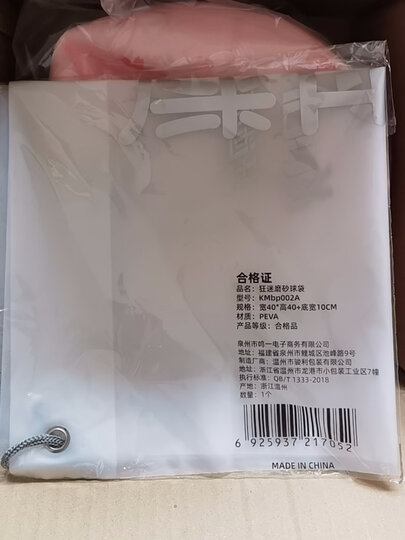 合格证
品名：狂迷磨砂球袋
型号：KMbp002A
规格：宽40*高40+底宽10CM
材质：PEVA
产品等级：合格品
泉州市鸣一电子商务有限公司
地址：福建省泉州市鲤城区池峰路9号
制造厂商：温州市骏利包装有限公司
地址：浙江省温州市龙港市小包装工业区7幢
执行标准：QB/T 1333-2018
产地：浙江温州
数量：1个
6 925937 217052
MADE IN CHINA